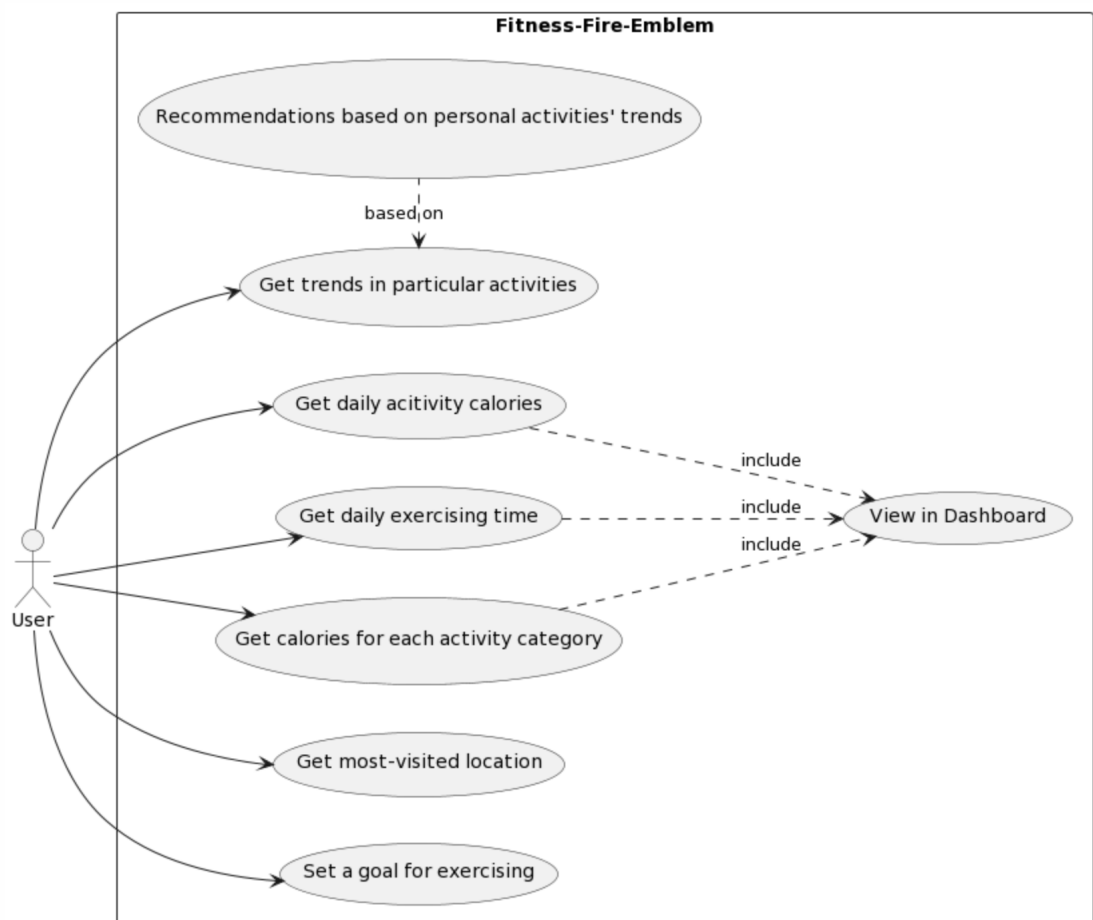 Fitness-Fire-Emblem
Recommendations based on personal activities' trends
based on
Get trends in particular activities
Get daily acitivity calories
include
Get daily exercising time
include
View in Dashboard
include
User
Get calories for each activity category
Get most-visited location
Set a goal for exercising